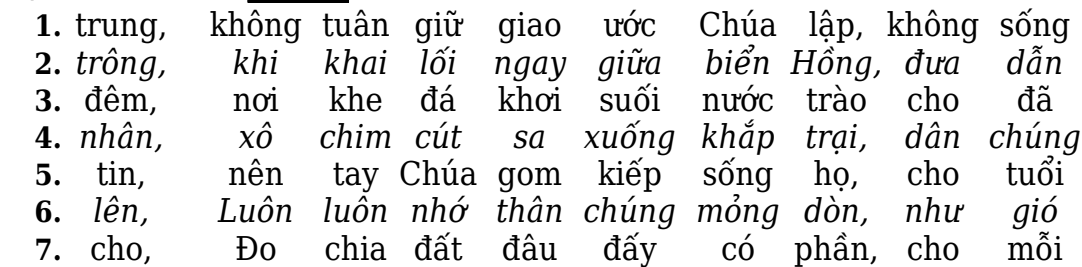 1. trung, không tuân giữ giao ước Chúa lập, không sống
2. trông, khi khai lối ngay giữa biển Hồng, đưa dẫn
3. đêm, nơi khe đá khơi suối nước trào cho đã
4. nhân, xô chim cút sa xuống khắp trại, dân chúng
5. tin, nên tay Chúa gom kiếp sống họ, cho tuổi
6. lên, Luôn luôn nhớ thân chúng mỏng dòn, như gió
7. cho, Đo chia đất đâu đấy có phần, cho mỗi